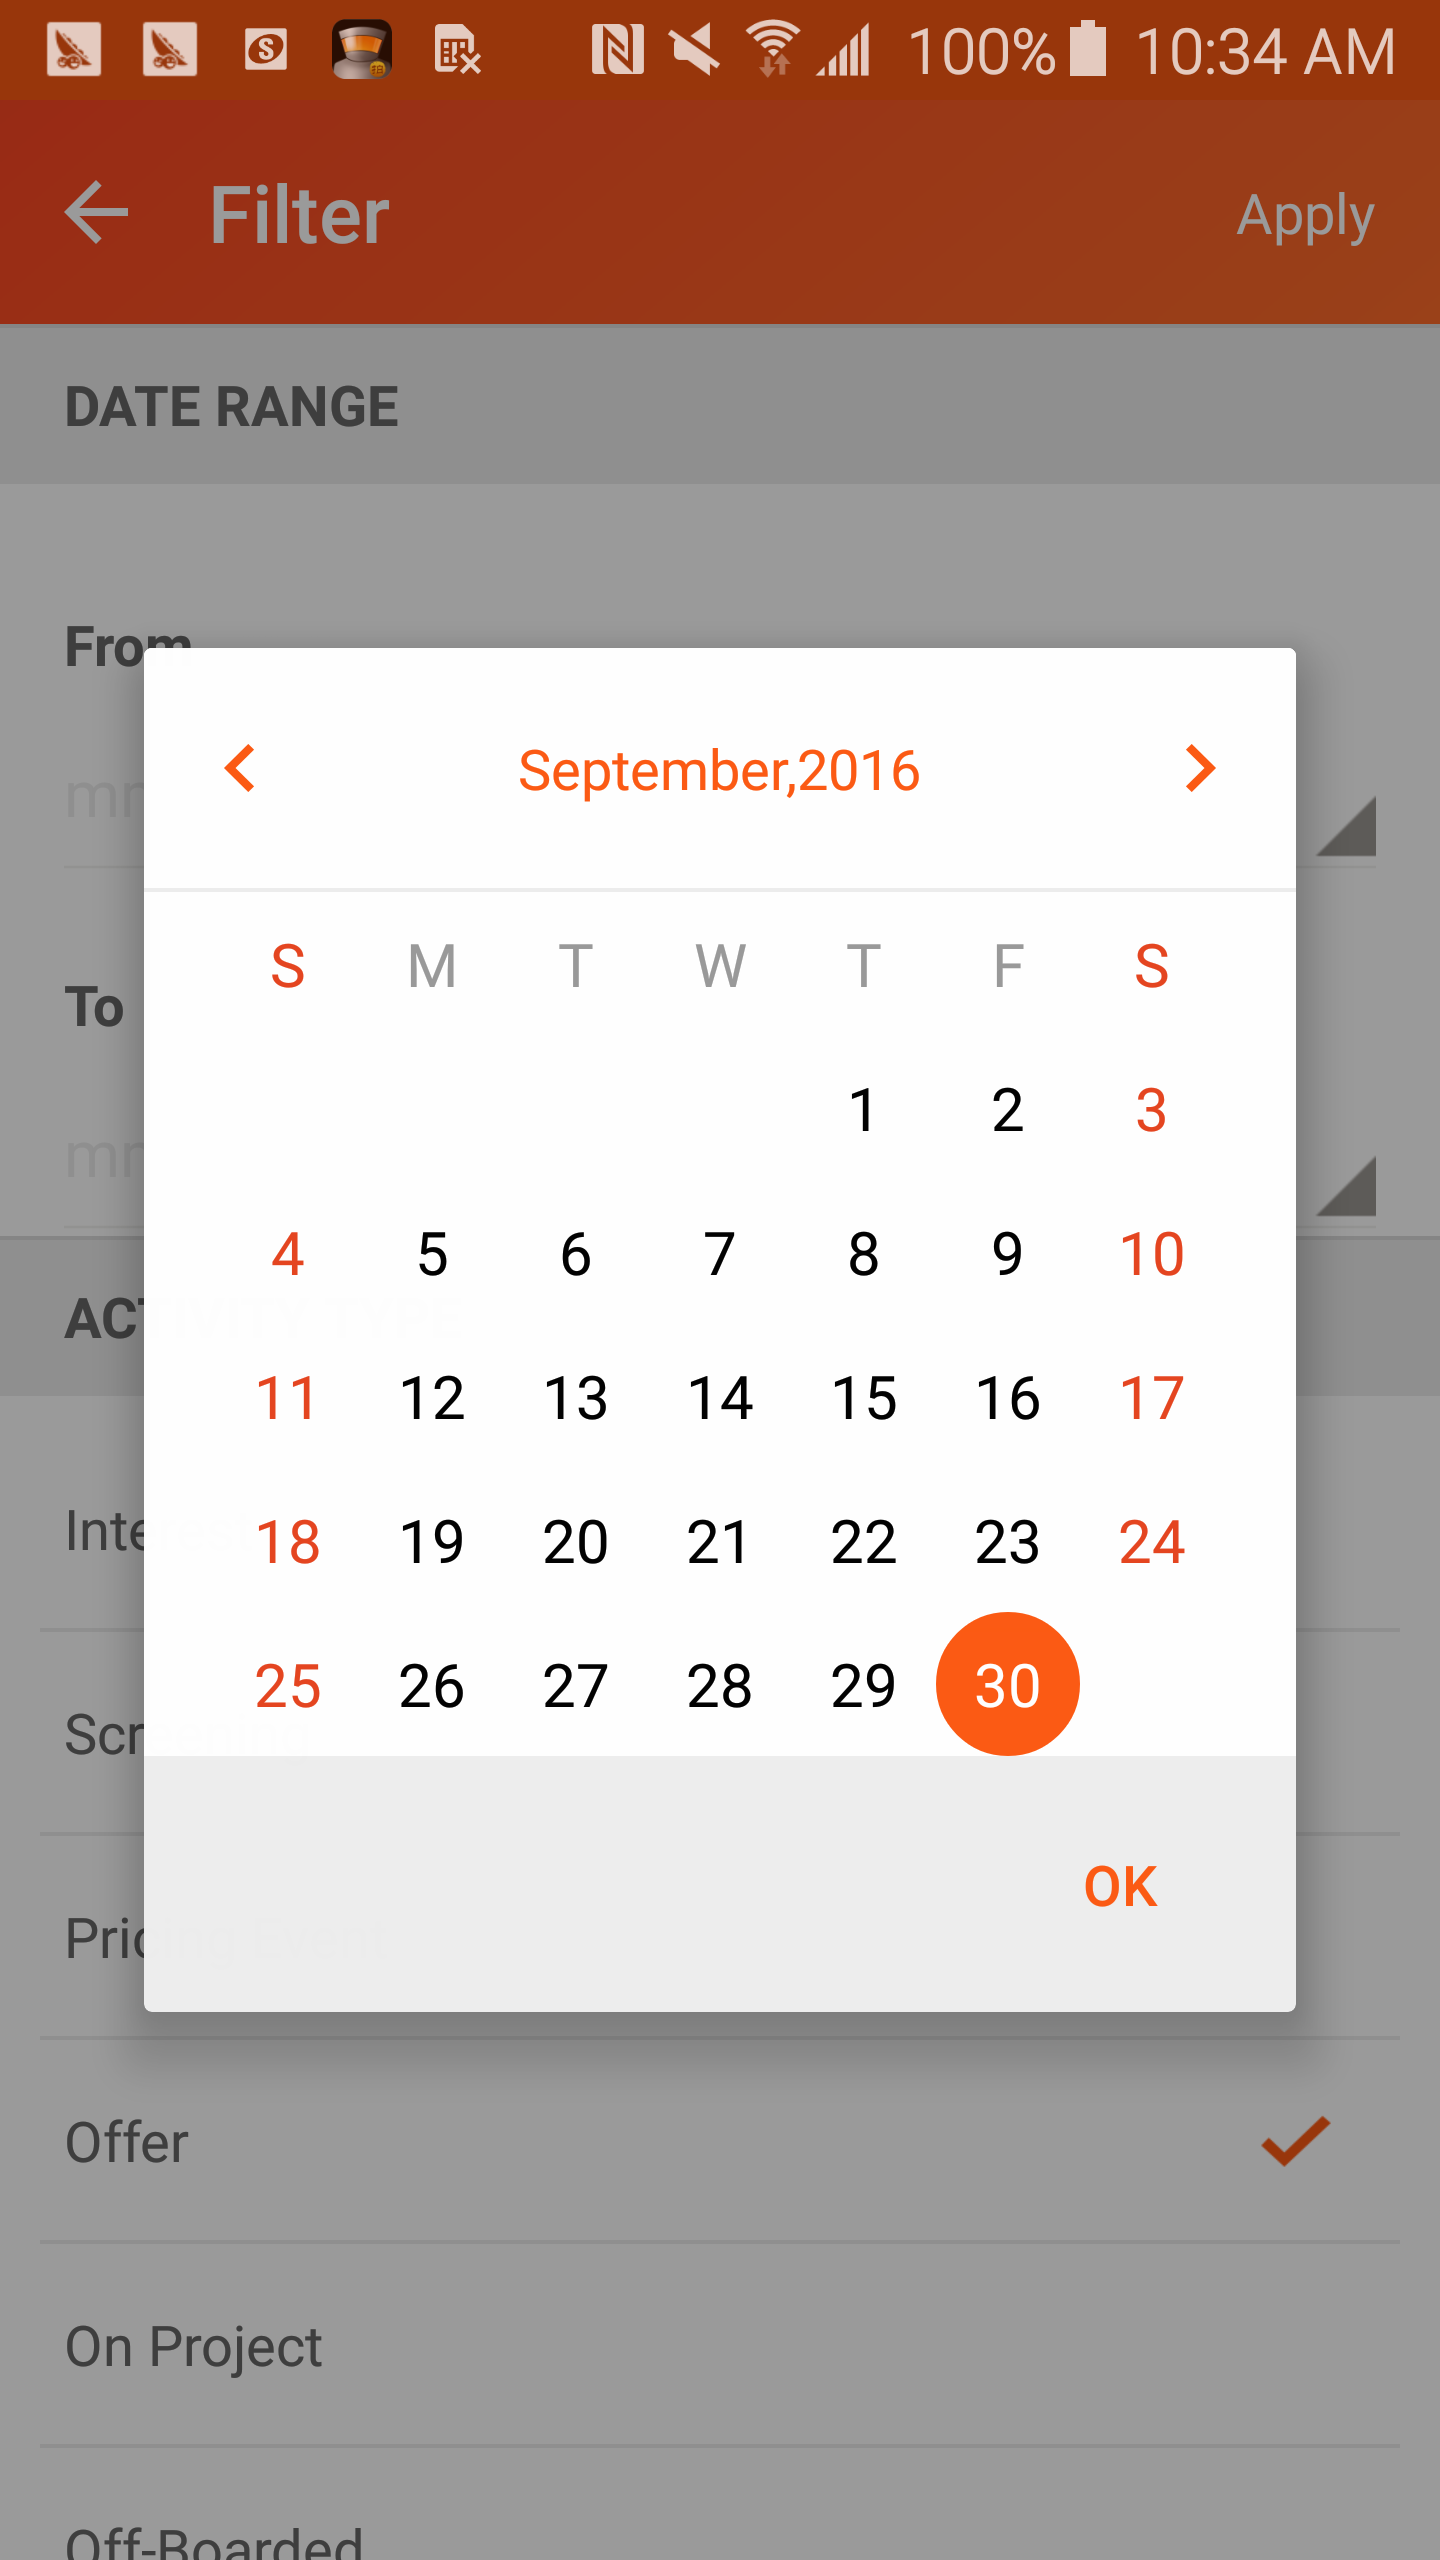 100% 10:34 AM
Filter
Apply
DATE RANGE
From
September,2016
To
S M T W T F S
1 2 3
4 5 6 7 8 9 10
11 12 13 14 15 16 17
18 19 20 21 22 23 24
25 26 27 28 29 30
OK
Offer
On Project
Off-Boarded